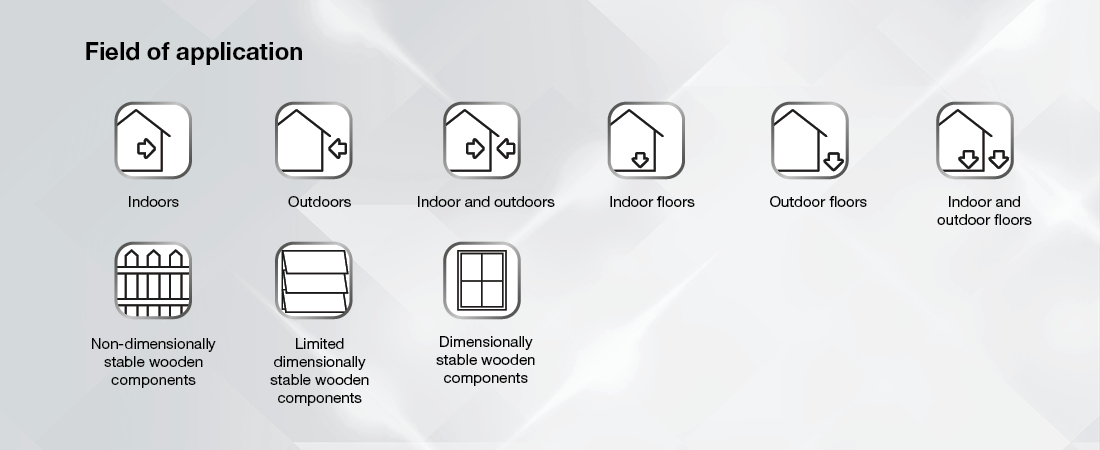 Field of application
Indoors
Outdoors
Indoor and outdoors
Indoor floors
Outdoor floors
Indoor and
outdoor floors
Non-dimensionally
stable wooden
components
Limited
dimensionally
stable wooden
components
Dimensionally
stable wooden
components